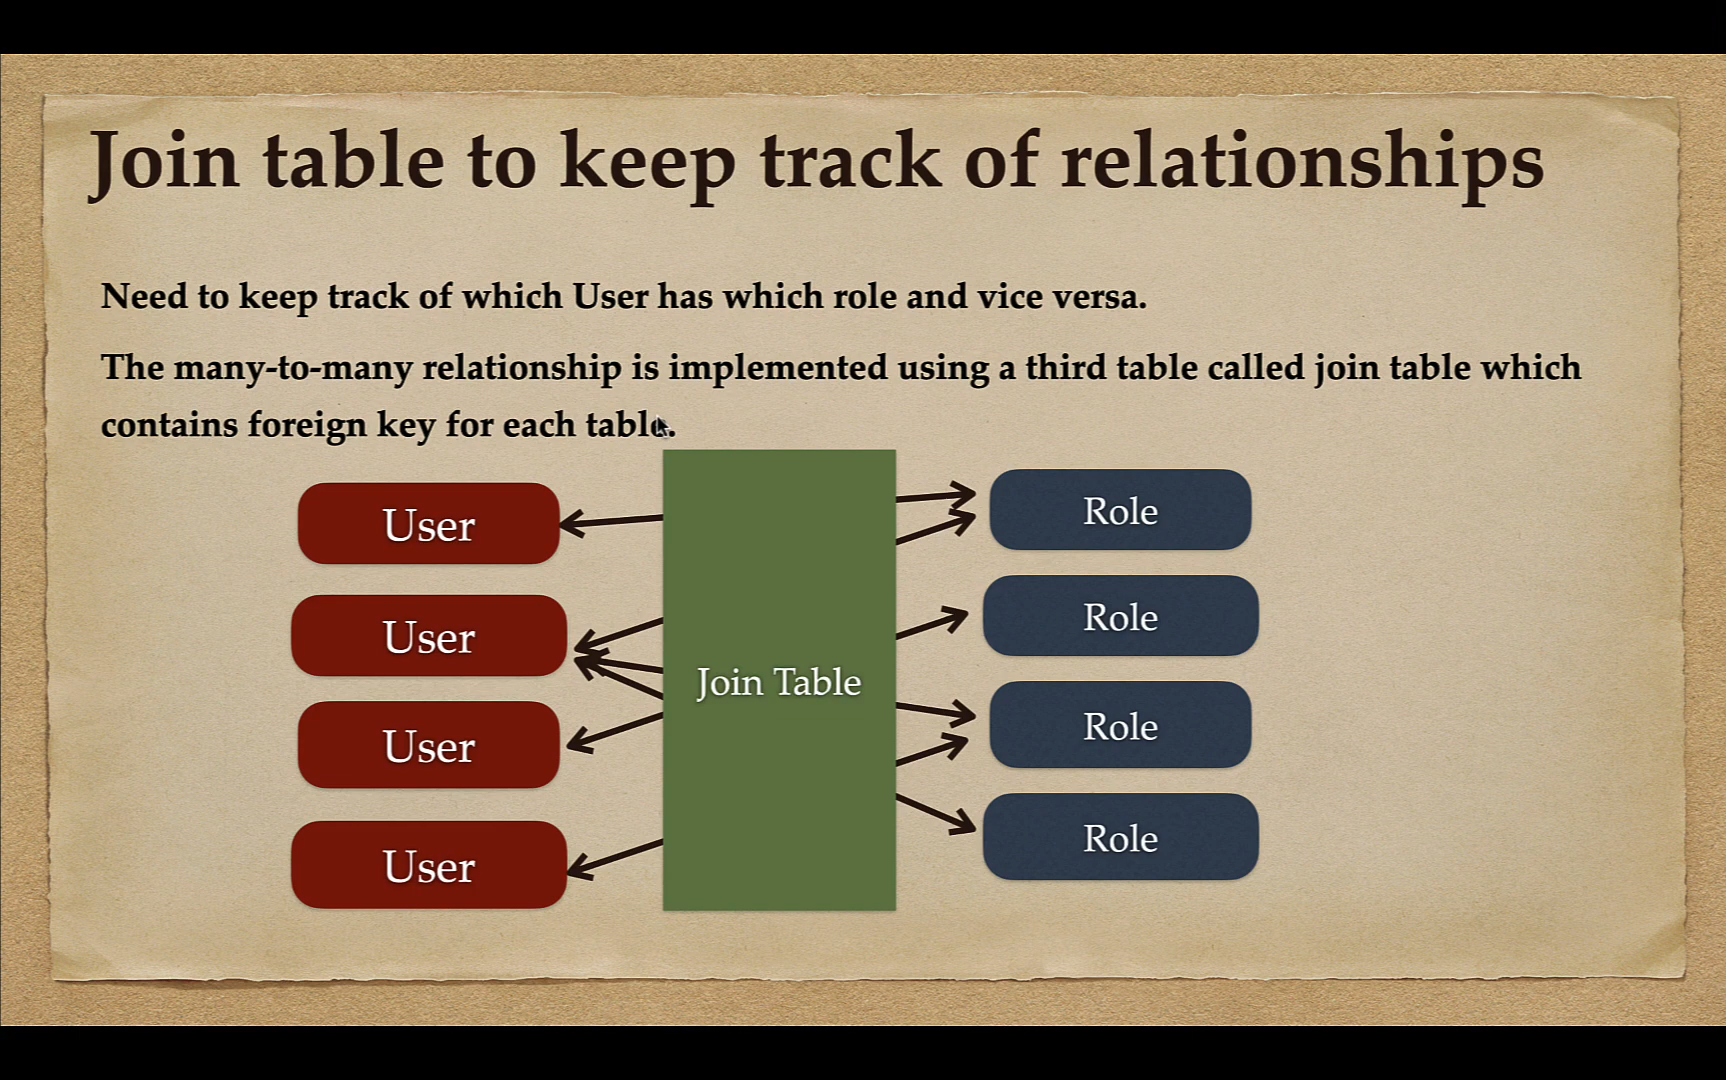 Join table to keep track of relationships
Need to keep track of which User has which role and vice versa.
The many-to-many relationship is implemented using a third table called join table which
contains foreign key for each table.
User
Role
User
Role
Join Table
User
Role
User
Role